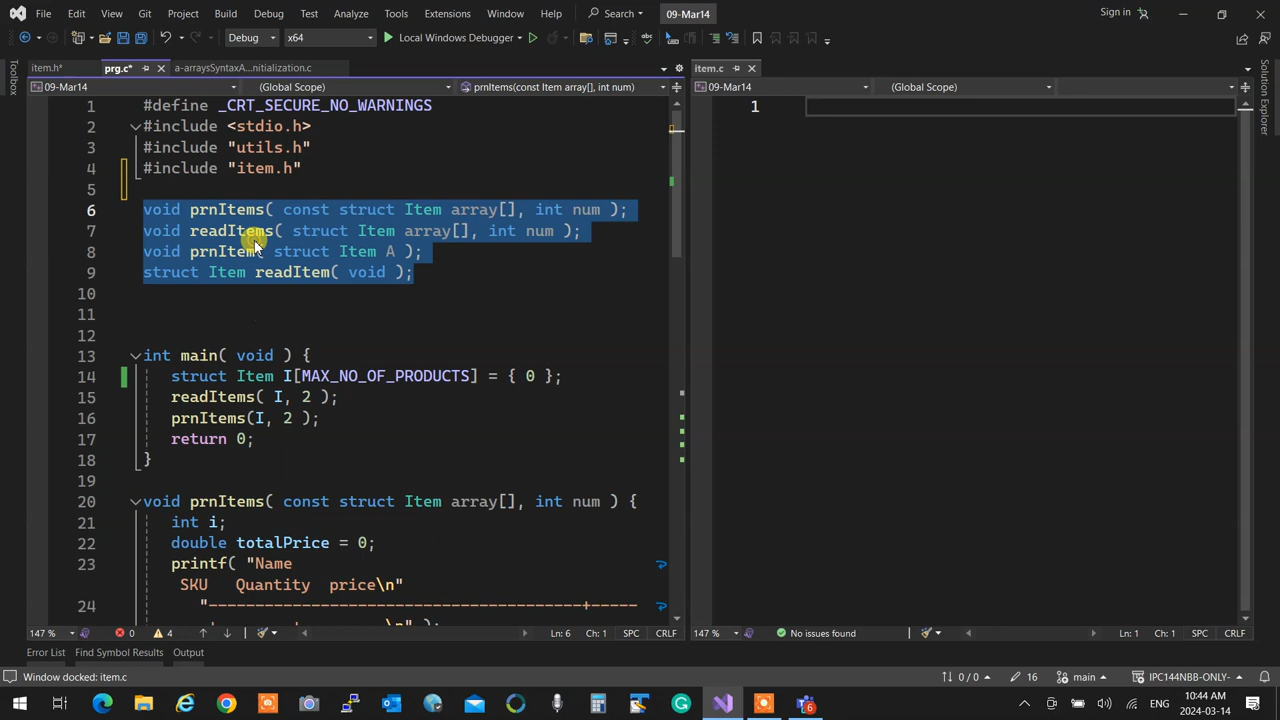 File Edit View Git Project Build Debug Test Analyze Tools Extensions Window Help Search 09-Mar14 Sign in
Debug x64 Local Windows Debugger
item.h* prg.c* a-arraysSyntaxA...nitialization.c item.c
09-Mar14 (Global Scope) prnItems(const Item array[], int num) 09-Mar14 (Global Scope)
Toolbox
Solution Explorer
1 #define _CRT_SECURE_NO_WARNINGS
2 #include <stdio.h>
3 #include "utils.h"
4 #include "item.h"
5
6 void prnItems( const struct Item array[], int num );
7 void readItems( struct Item array[], int num );
8 void prnItem( struct Item A );
9 struct Item readItem( void );
10
11
12
13 int main( void ) {
14 struct Item I[MAX_NO_OF_PRODUCTS] = { 0 };
15 readItems( I, 2 );
16 prnItems(I, 2 );
17 return 0;
18 }
19
20 void prnItems( const struct Item array[], int num ) {
21 int i;
22 double totalPrice = 0;
23 printf( "Name
SKU Quantity price\n"
24 "----------------------------------------+-----
1
147 % 0 4 Ln: 6 Ch: 1 SPC CRLF
147 % No issues found Ln: 1 Ch: 1 SPC CRLF
Error List Find Symbol Results Output
Window docked: item.c 0 / 0 16 main IPC144NBB-ONLY-
6
ENG 10:44 AM
2024-03-14